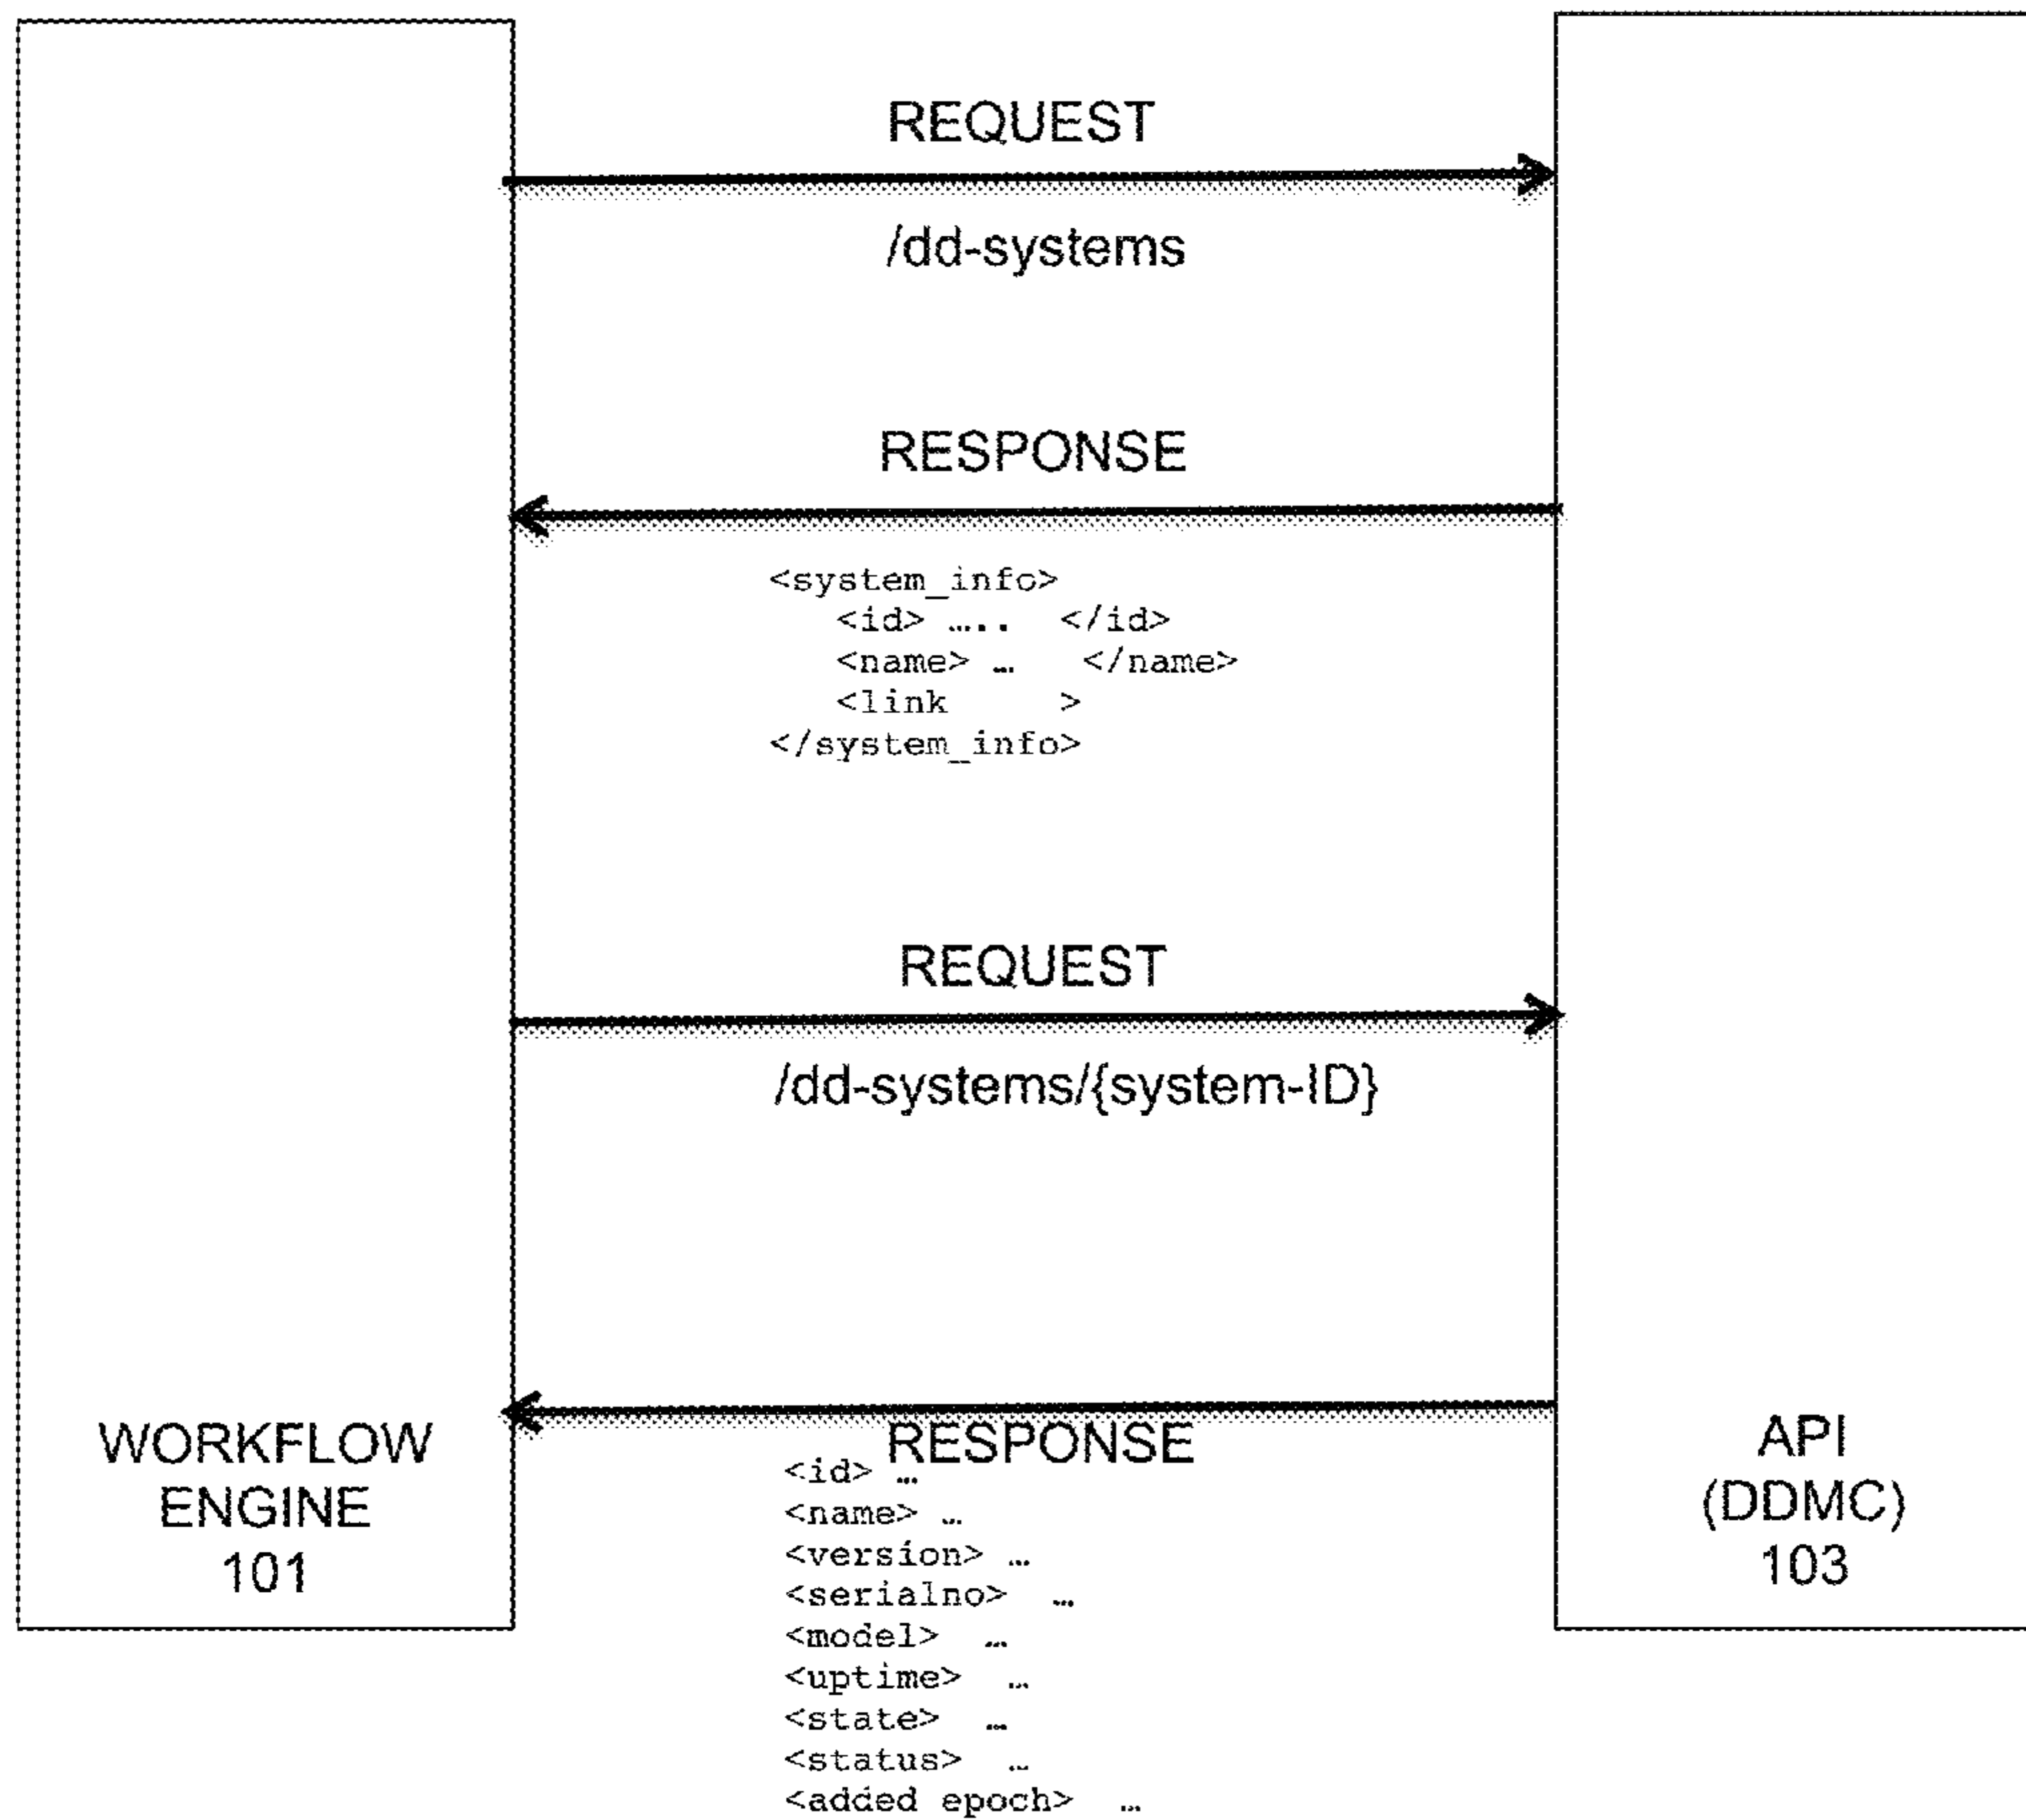 REQUEST
/dd-systems
RESPONSE
<system_info>
<id> ..... </id>
<name> ... </name>
<link >
</system_info>
REQUEST
/dd-systems/{system-ID}
RESPONSE
<id> ...
<name> ...
<version> ...
<serialno> ...
<model> ...
<uptime> ...
<state> ...
<status> ...
<added epoch> ...
WORKFLOW
ENGINE
101
API
(DDMC)
103